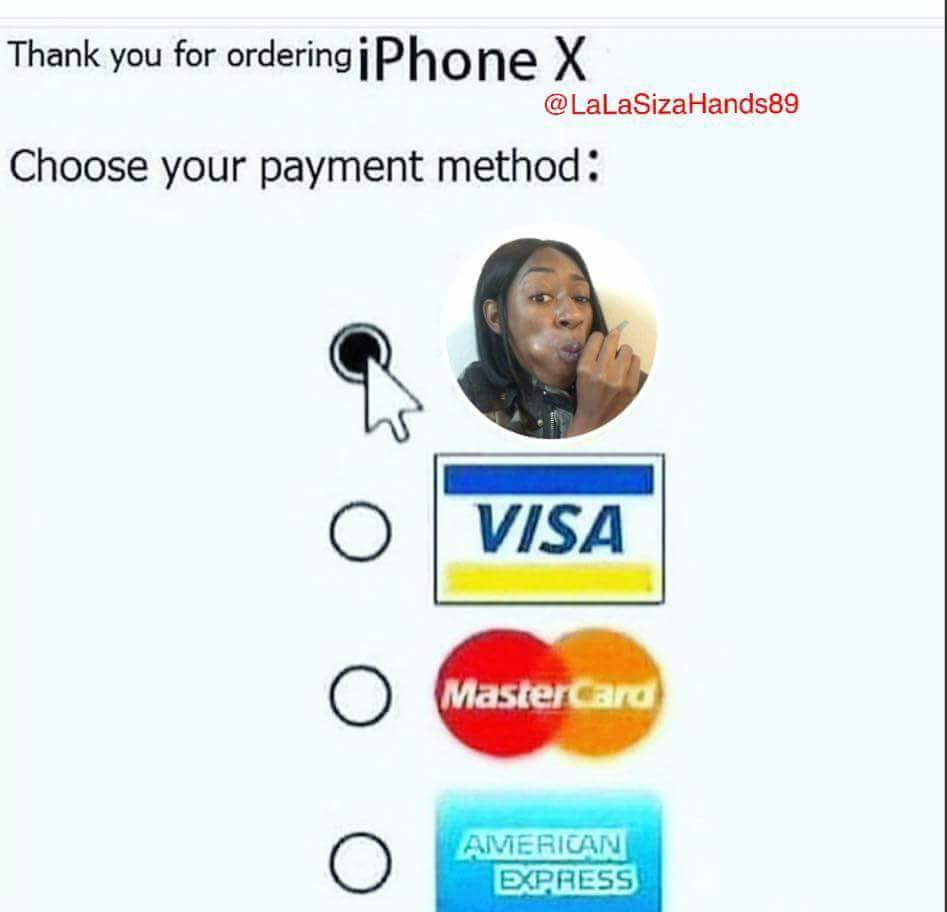 Thank you for ordering iPhone X
@LaLaSizaHands89
Choose your payment method:
VISA
MasterCard
AMERICAN
EXPRESS